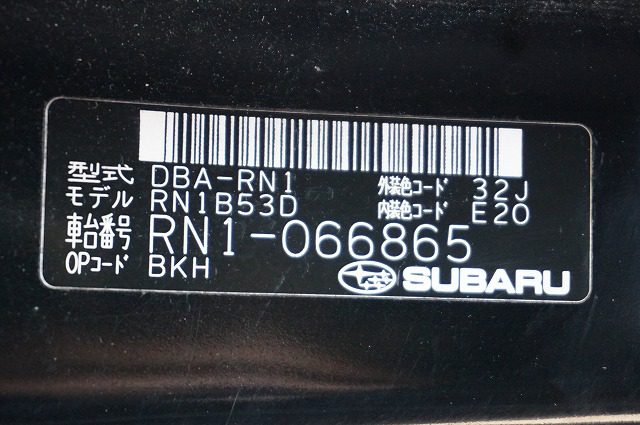 型式 DBA-RN1 外装色コード 32J
モデル RN1B53D 内装色コード E20
車台番号 RN1-066865
OPコード BKH SUBARU